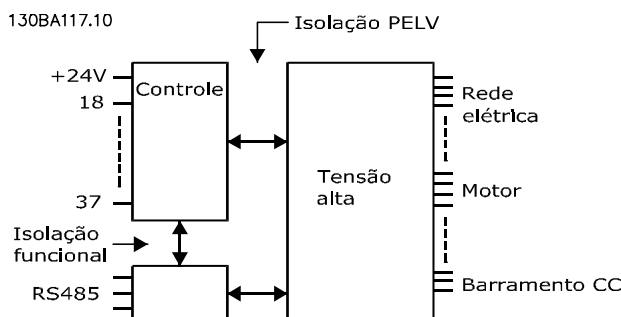 130BA117.10
Isolação PELV
+24V
18
37
Controle
Tensão
alta
Rede
elétrica
Motor
Barramento CC
Isolação
funcional
RS485